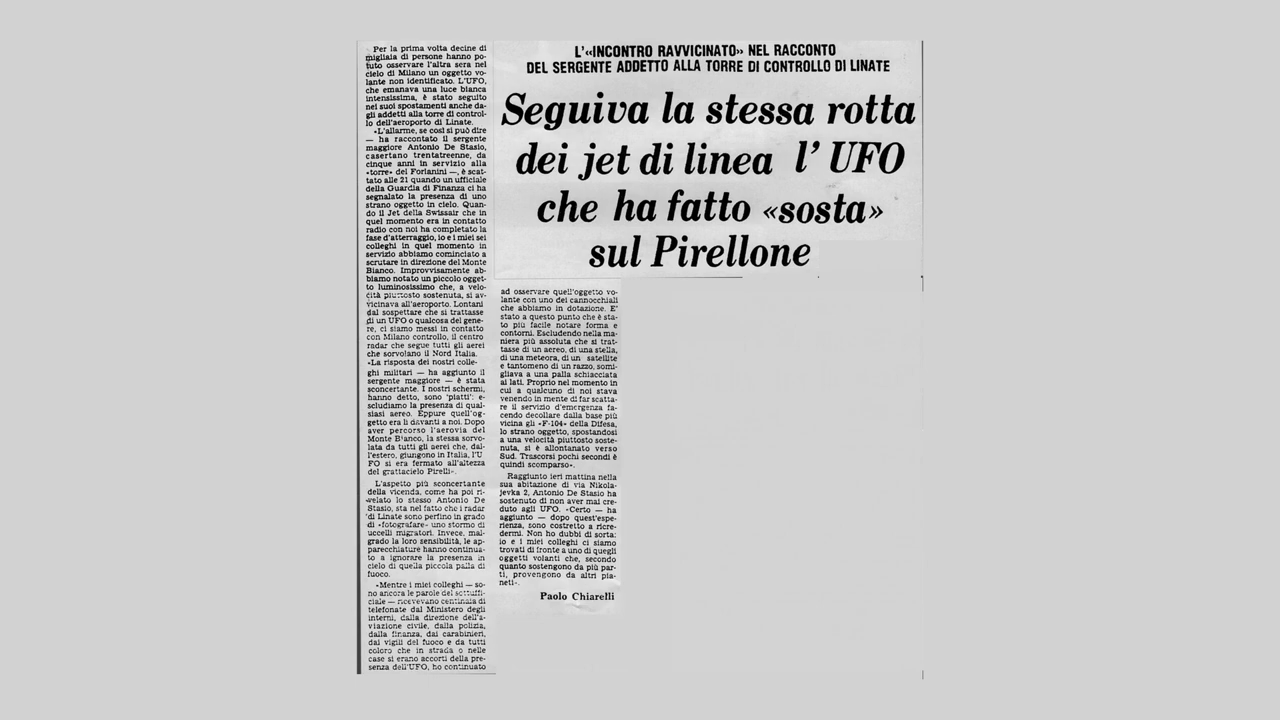 L'«INCONTRO RAVVICINATO» NEL RACCONTO
DEL SERGENTE ADDETTO ALLA TORRE DI CONTROLLO DI LINATE
Seguiva la stessa rotta
dei jet di linea l' UFO
che ha fatto «sosta»
sul Pirellone
Per la prima volta decine di
migliaia di persone hanno po-
tuto osservare l'altra sera nel
cielo di Milano un oggetto vo-
lante non identificato. L'UFO,
che emanava una luce bianca
intensissima, è stato seguito
nei suoi spostamenti anche da-
gli addetti alla torre di control-
lo dell'aeroporto di Linate.
«L'allarme, se così si può dire
— ha raccontato il sergente
maggiore Antonio De Stasio,
casertano trentatreenne, da
cinque anni in servizio alla
«torre» del Forlanini —, è scat-
tato alle 21 quando un ufficiale
della Guardia di Finanza ci ha
segnalato la presenza di uno
strano oggetto in cielo. Quan-
do il Jet della Swissair che in
quel momento era in contatto
radio con noi ha completato la
fase d'atterraggio, io e i miei sei
colleghi in quel momento in
servizio abbiamo cominciato a
scrutare in direzione del Monte
Bianco. Improvvisamente ab-
biamo notato un piccolo ogget-
to luminosissimo che, a velo-
cità piuttosto sostenuta, si av-
vicinava all'aeroporto. Lontani
dal sospettare che si trattasse
di un UFO o qualcosa del gene-
re, ci siamo messi in contatto
con Milano controllo, il centro
radar che segue tutti gli aerei
che sorvolano il Nord Italia.
«La risposta dei nostri colle-
ghi militari — ha aggiunto il
sergente maggiore — è stata
sconcertante. I nostri schermi,
hanno detto, sono 'piatti': e-
scludiamo la presenza di qual-
siasi aereo. Eppure quell'og-
getto era lì davanti a noi. Dopo
aver percorso l'aerovia del
Monte Bianco, la stessa sorvo-
lata da tutti gli aerei che, dal-
l'estero, giungono in Italia, l'U
FO si era fermato all'altezza
del grattacielo Pirelli».
L'aspetto più sconcertante
della vicenda, come ha poi ri-
velato lo stesso Antonio De
Stasio, sta nel fatto che i radar
di Linate sono perfino in grado
di «fotografare» uno stormo di
uccelli migratori. Invece, mal-
grado la loro sensibilità, le ap-
parecchiature hanno continua-
to a ignorare la presenza in
cielo di quella piccola palla di
fuoco.
«Mentre i miei colleghi — so-
no ancora le parole del sottuffi-
ciale — ricevevano centinaia di
telefonate dal Ministero degli
interni, dalla direzione dell'a-
viazione civile, dalla polizia,
dalla finanza, dai carabinieri,
dai vigili del fuoco e da tutti
coloro che in strada o nelle
case si erano accorti della pre-
senza dell'UFO, ho continuato
ad osservare quell'oggetto vo-
lante con uno dei cannocchiali
che abbiamo in dotazione. E'
stato a questo punto che è sta-
to più facile notare forma e
contorni. Escludendo nella ma-
niera più assoluta che si trat-
tasse di un aereo, di una stella,
di una meteora, di un satellite
e tantomeno di un razzo, somi-
gliava a una palla schiacciata
ai lati. Proprio nel momento in
cui a qualcuno di noi stava
venendo in mente di far scatta-
re il servizio d'emergenza fa-
cendo decollare dalla base più
vicina gli «F-104» della Difesa,
lo strano oggetto, spostandosi
a una velocità piuttosto soste-
nuta, si è allontanato verso
Sud. Trascorsi pochi secondi è
quindi scomparso».
Raggiunto ieri mattina nella
sua abitazione di via Nikola-
jevka 2, Antonio De Stasio ha
sostenuto di non aver mai cre-
duto agli UFO. «Certo — ha
aggiunto — dopo quest'espe-
rienza, sono costretto a ricre-
dermi. Non ho dubbi di sorta:
io e i miei colleghi ci siamo
trovati di fronte a uno di quegli
oggetti volanti che, secondo
quanto sostengono da più par-
ti, provengono da altri pia-
neti».
Paolo Chiarelli